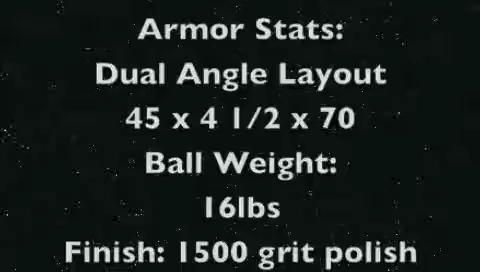 Armor Stats:
Dual Angle Layout
45 x 4 1/2 x 70
Ball Weight:
16lbs
Finish: 1500 grit polish